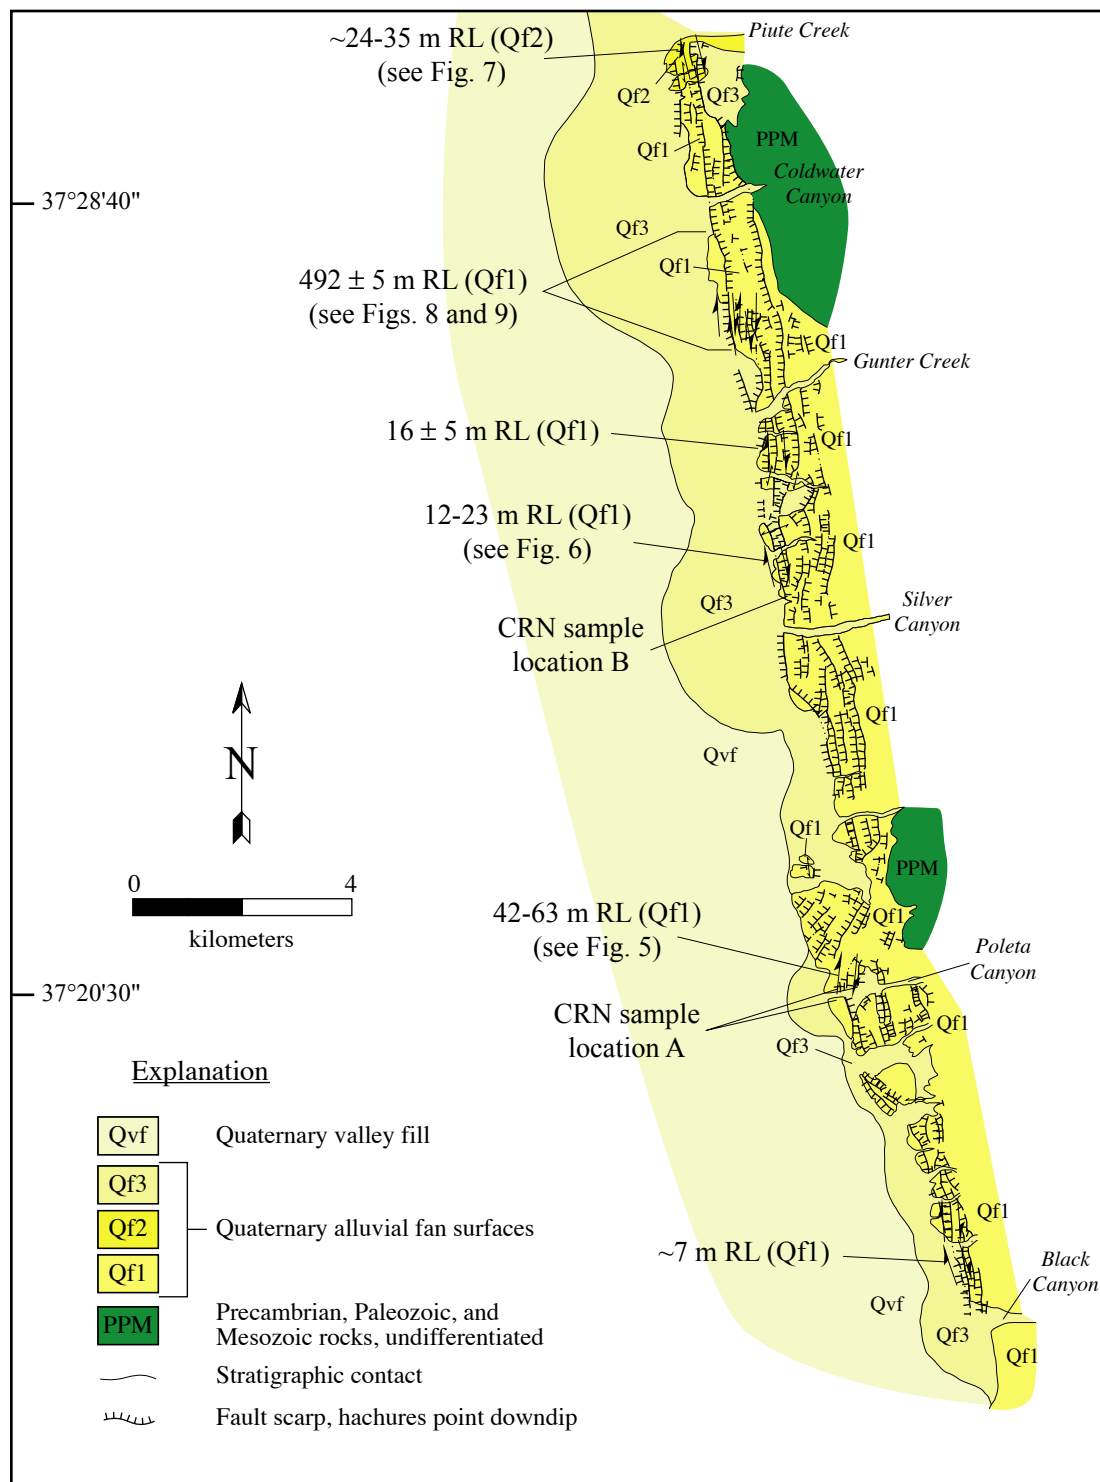 Piute Creek
~24-35 m RL (Qf2)
(see Fig. 7)
Qf2
Qf3
PPM
Qf1
Coldwater
Canyon
37°28'40"
Qf3
Qf1
492 ± 5 m RL (Qf1)
(see Figs. 8 and 9)
Qf1
Gunter Creek
16 ± 5 m RL (Qf1)
Qf1
12-23 m RL (Qf1)
(see Fig. 6)
Qf1
Qf3
Silver
Canyon
CRN sample
location B
N
Qf1
Qvf
Qf1
PPM
0 4
kilometers
42-63 m RL (Qf1)
(see Fig. 5)
Qf1
Poleta
Canyon
37°20'30"
CRN sample
location A
Qf1
Qf3
Explanation
Qvf Quaternary valley fill
Qf3
Qf2 Quaternary alluvial fan surfaces
Qf1
PPM Precambrian, Paleozoic, and
Mesozoic rocks, undifferentiated
Stratigraphic contact
Fault scarp, hachures point downdip
Qf1
~7 m RL (Qf1)
Black
Canyon
Qvf
Qf3
Qf1